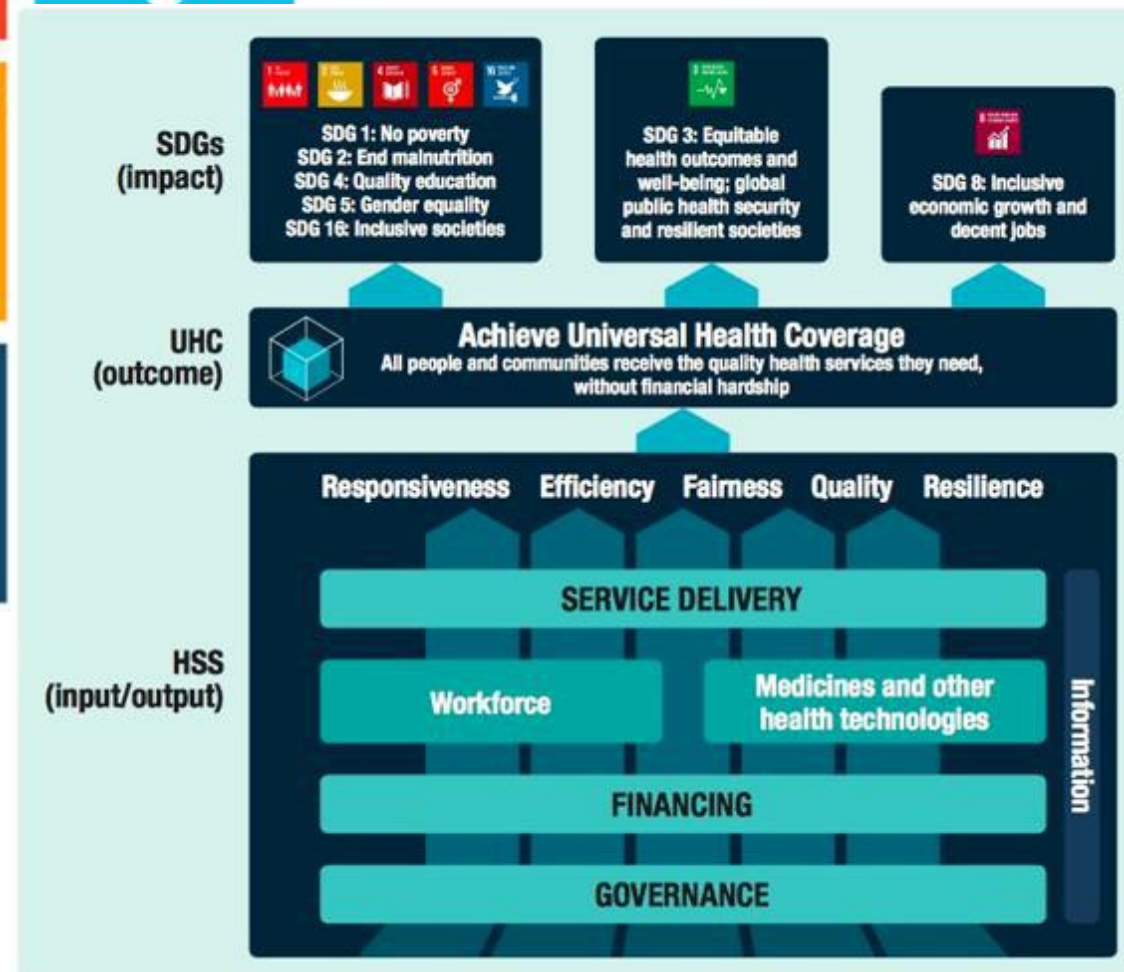 SDGs
(impact)
SDG 1: No poverty
SDG 2: End malnutrition
SDG 4: Quality education
SDG 5: Gender equality
SDG 16: Inclusive societies
SDG 3: Equitable
health outcomes and
well-being; global
public health security
and resilient societies
SDG 8: Inclusive
economic growth and
decent jobs
UHC
(outcome)
Achieve Universal Health Coverage
All people and communities receive the quality health services they need,
without financial hardship
HSS
(input/output)
Responsiveness Efficiency Fairness Quality Resilience
SERVICE DELIVERY
Workforce
Medicines and other
health technologies
FINANCING
GOVERNANCE
Information